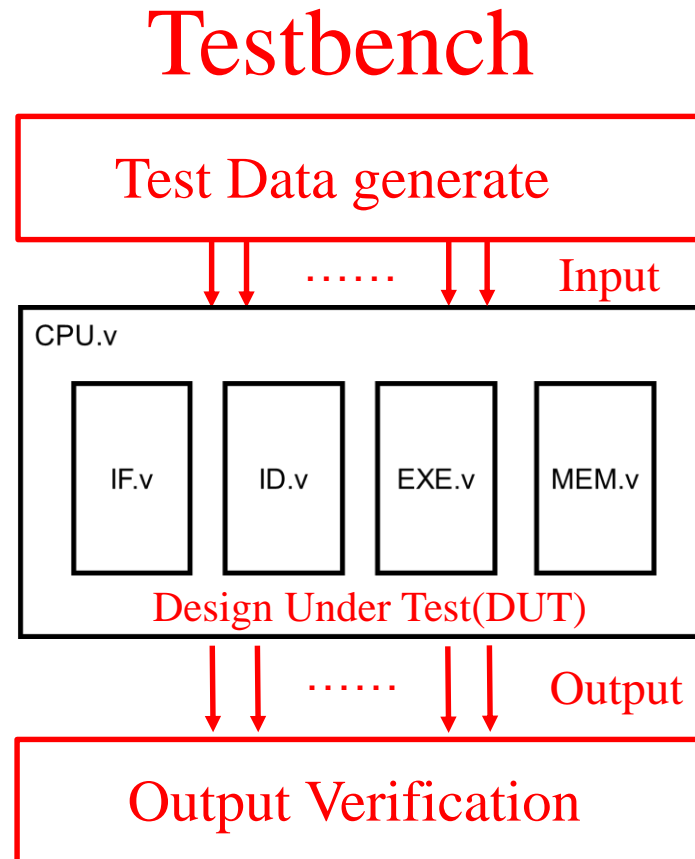 Testbench
Test Data generate
...... Input
CPU.v
IF.v ID.v EXE.v MEM.v
Design Under Test(DUT)
...... Output
Output Verification